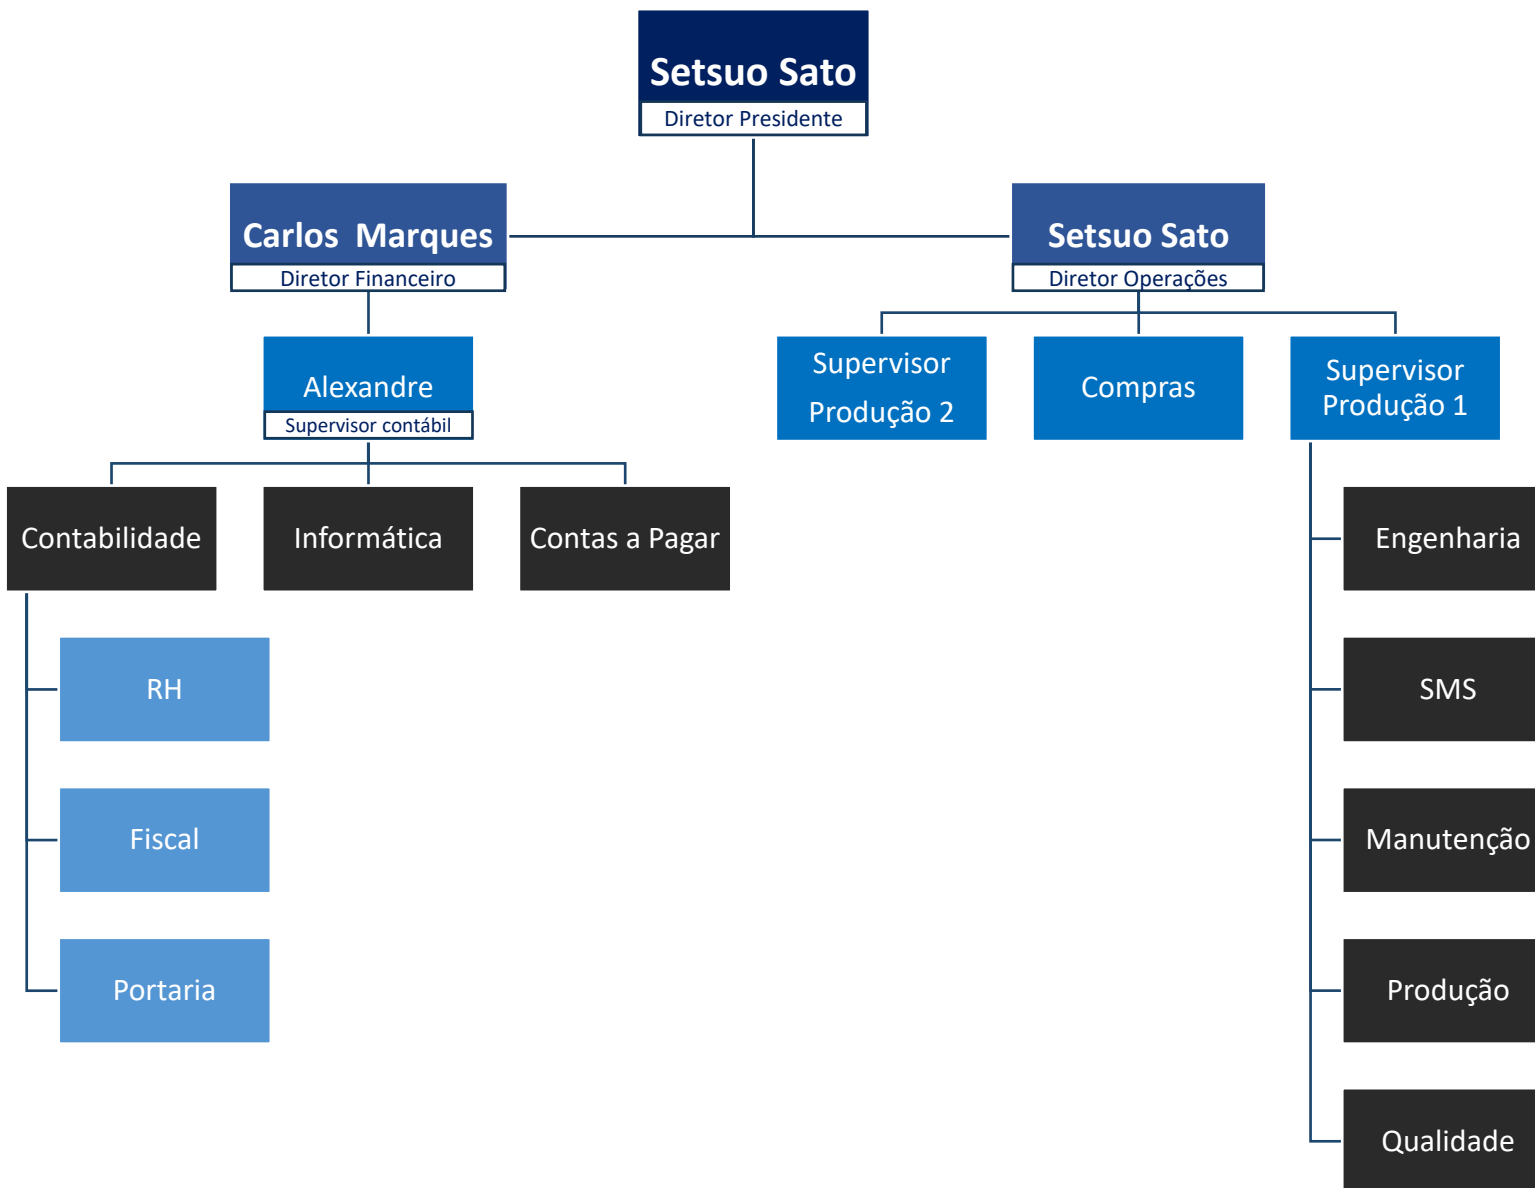 Setsuo Sato
Diretor Presidente
Carlos  Marques
Diretor Financeiro
Setsuo Sato
Diretor Operações
Alexandre
Supervisor contábil
Supervisor
Produção 2
Compras
Supervisor
Produção 1
Contabilidade
Informática
Contas a Pagar
Engenharia
RH
SMS
Fiscal
Manutenção
Portaria
Produção
Qualidade